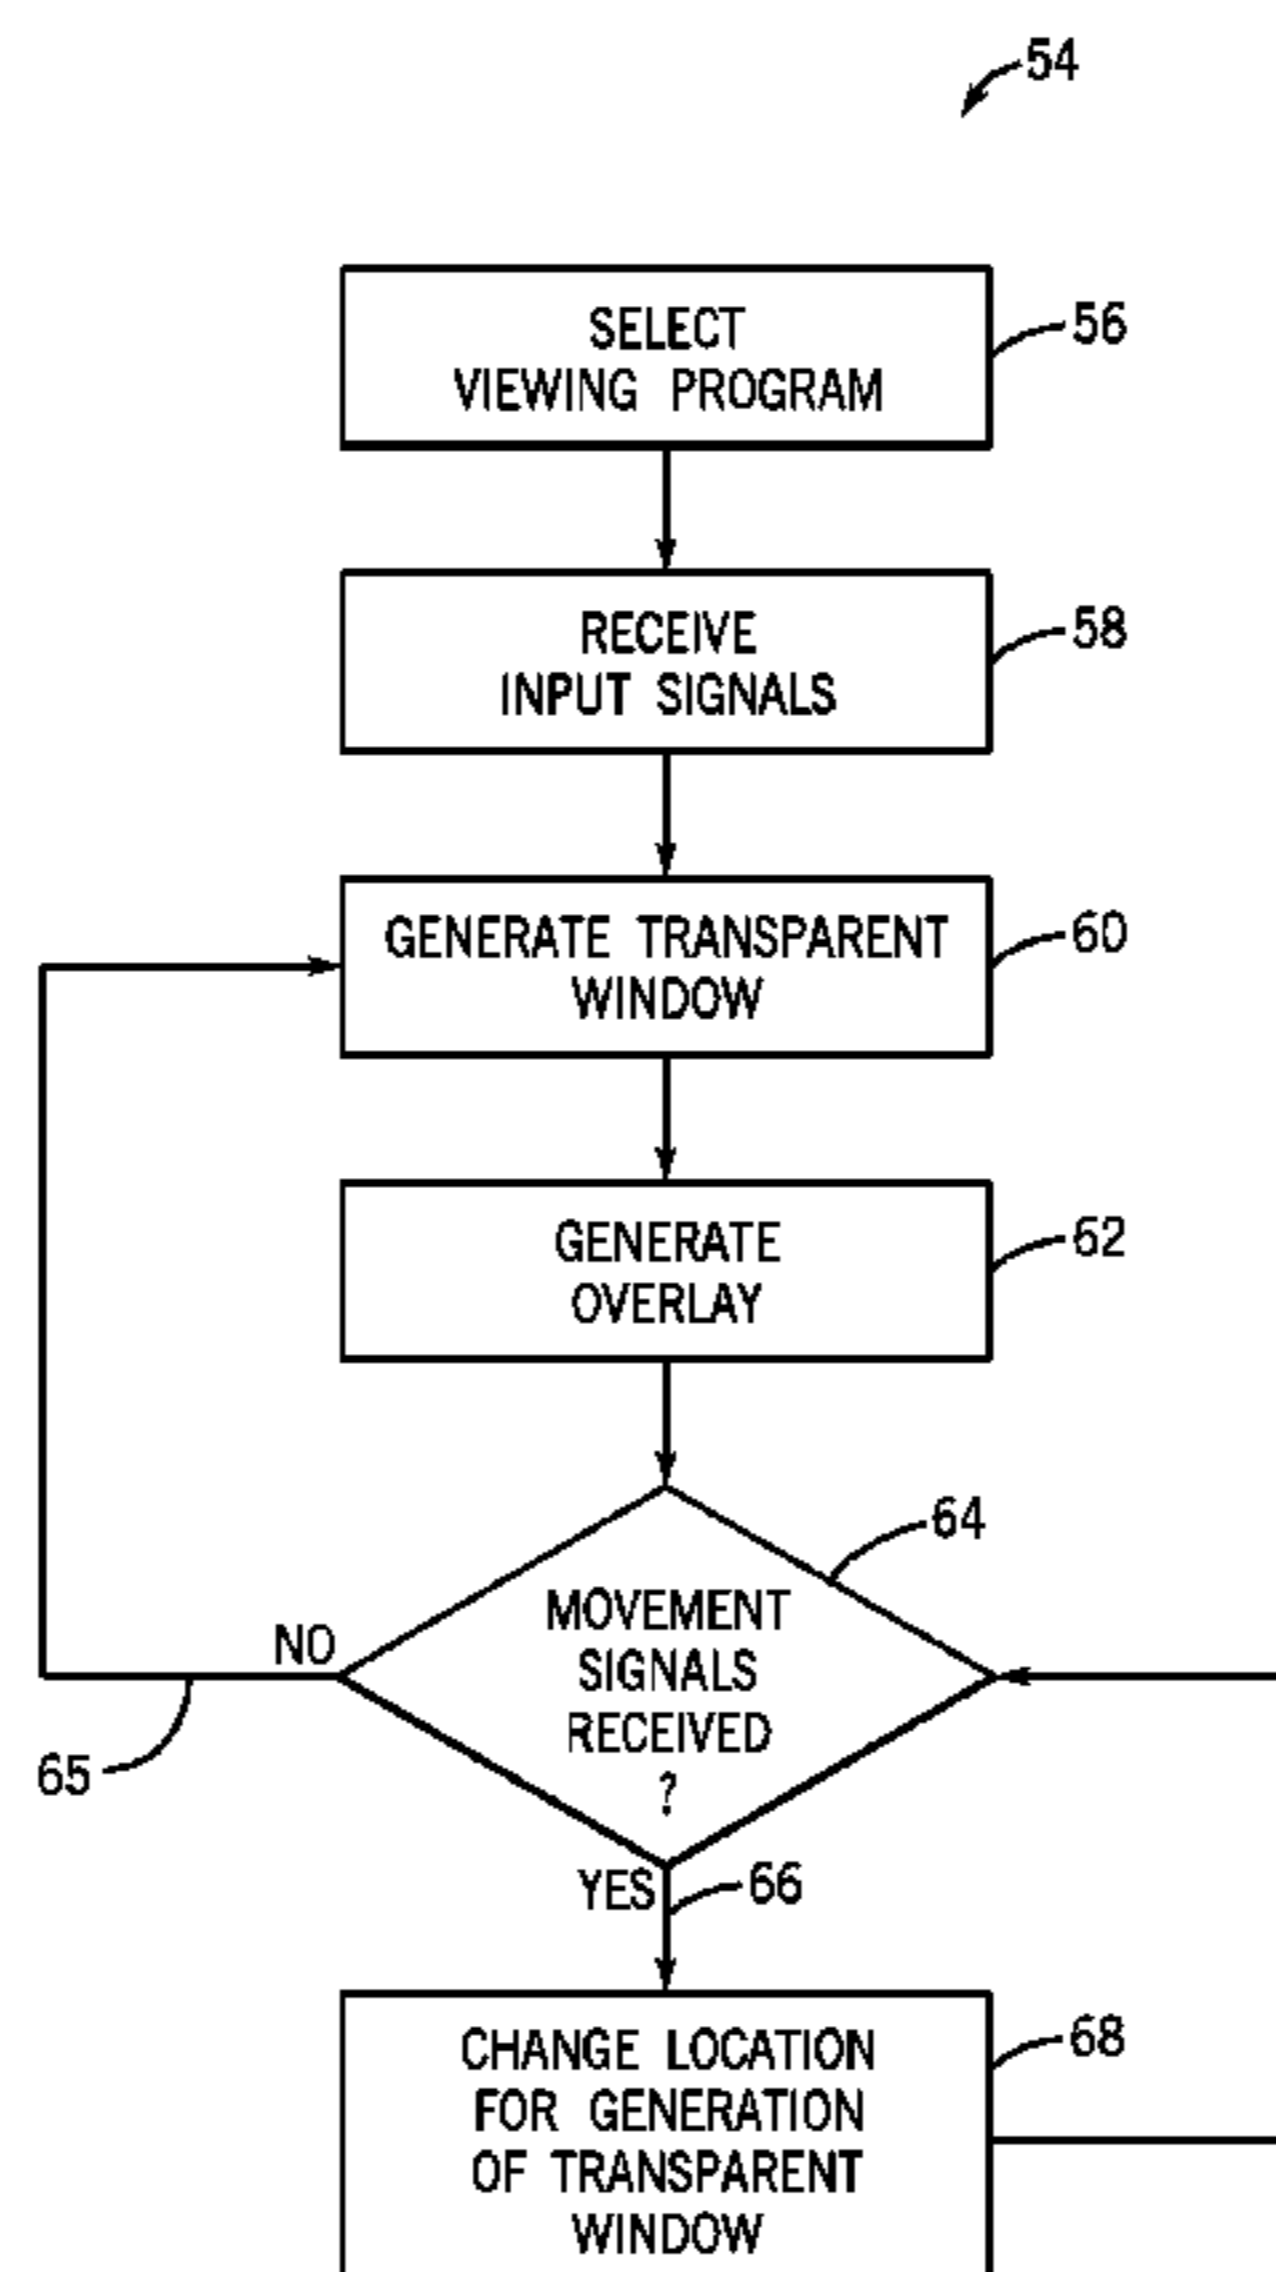 54
SELECT
VIEWING PROGRAM
56
RECEIVE
INPUT SIGNALS
58
GENERATE TRANSPARENT
WINDOW
60
GENERATE
OVERLAY
62
64
MOVEMENT
SIGNALS
RECEIVED
?
NO
65
YES
66
CHANGE LOCATION
FOR GENERATION
OF TRANSPARENT
WINDOW
68